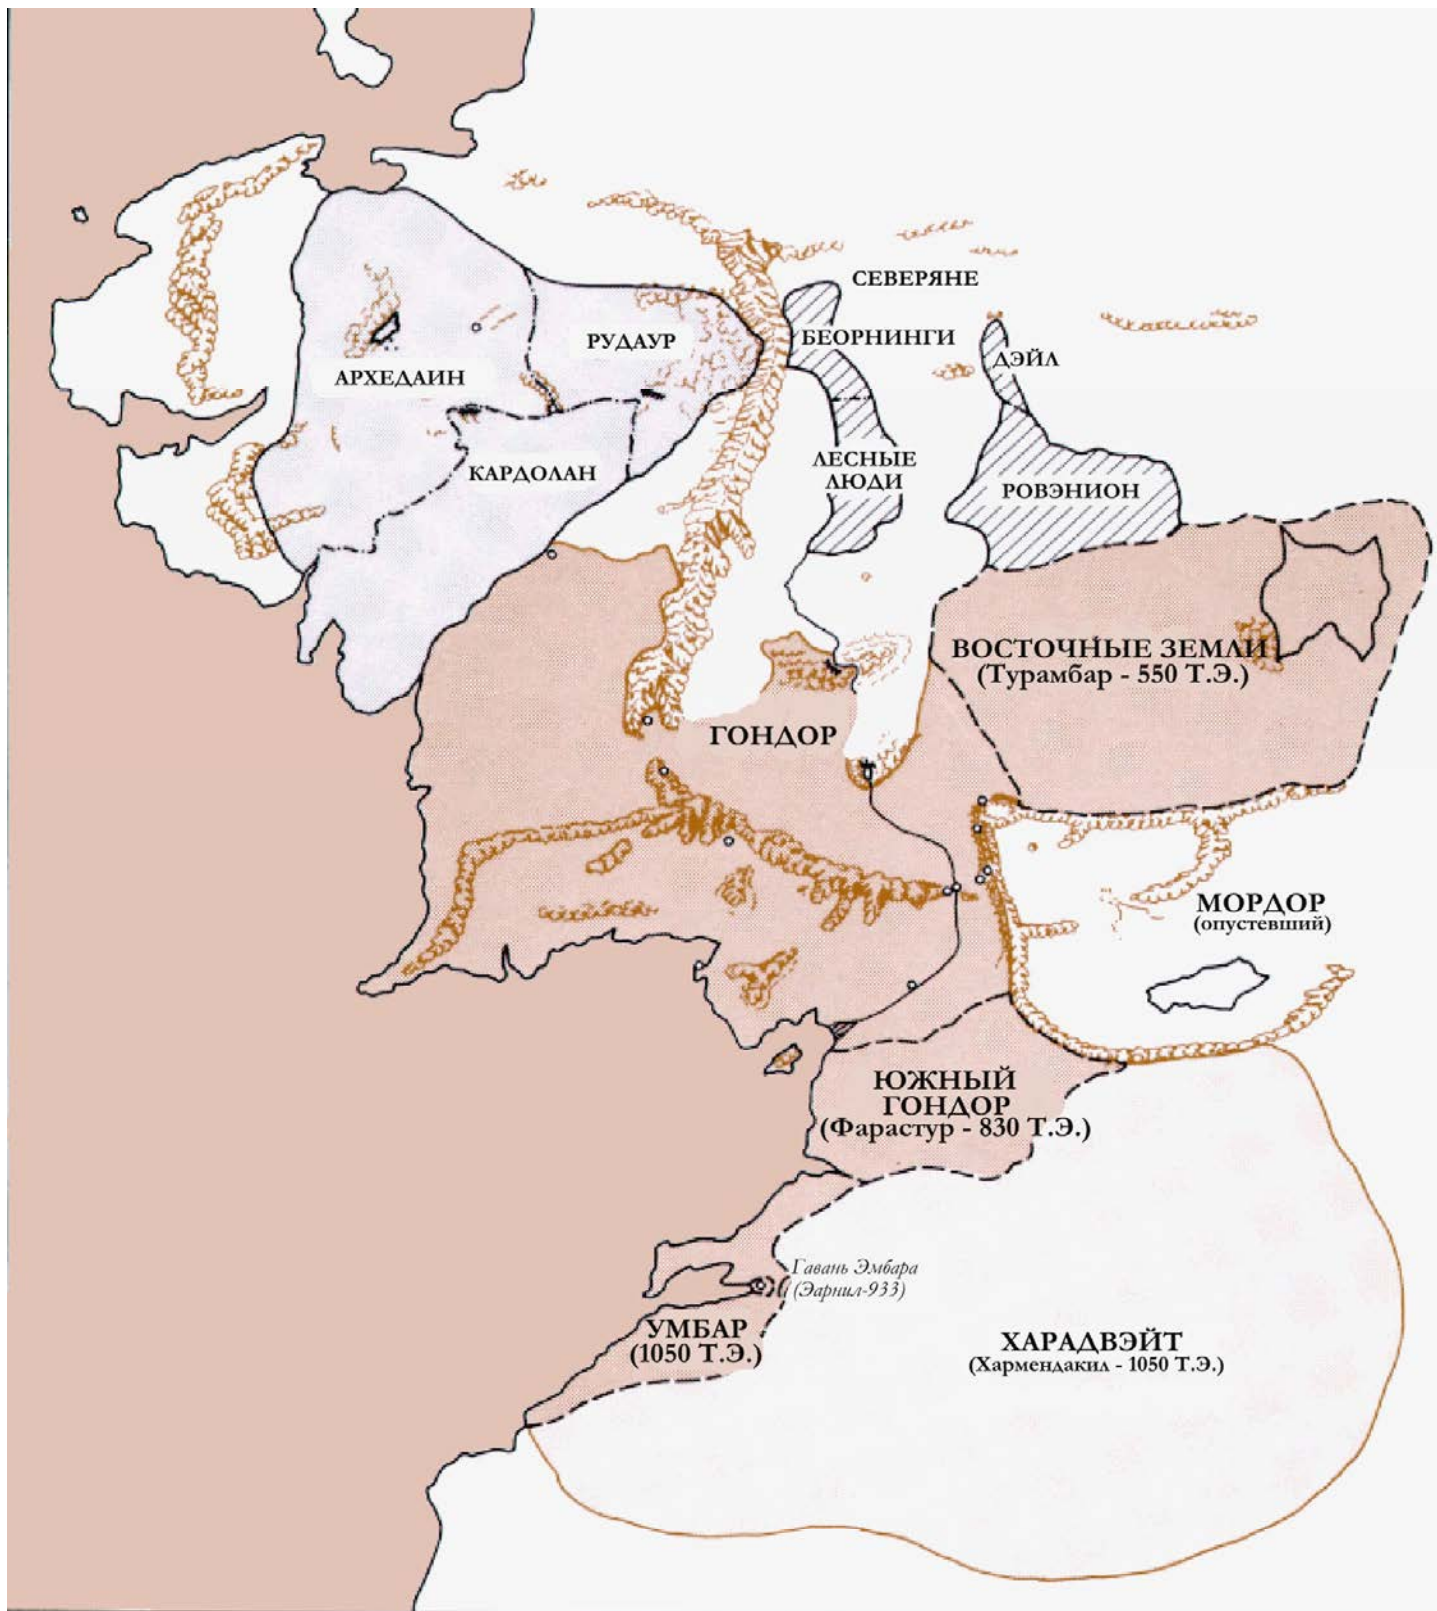 СЕВЕРЯНЕ
БЕОРНИНГИ
РУДАУР
ДЭЙЛ
АРХЕДАИН
ЛЕСНЫЕ
ЛЮДИ
КАРДОЛАН
РОВЭНИОН
ВОСТОЧНЫЕ ЗЕМЛИ
(Турамбар - 550 Т.Э.)
ГОНДОР
МОРДОР
(опустевший)
ЮЖНЫЙ
ГОНДОР
(Фарастур - 830 Т.Э.)
Гавань Эмбара
(Эарнил-933)
УМБАР
(1050 Т.Э.)
ХАРАДВЭЙТ
(Хармендакил - 1050 Т.Э.)